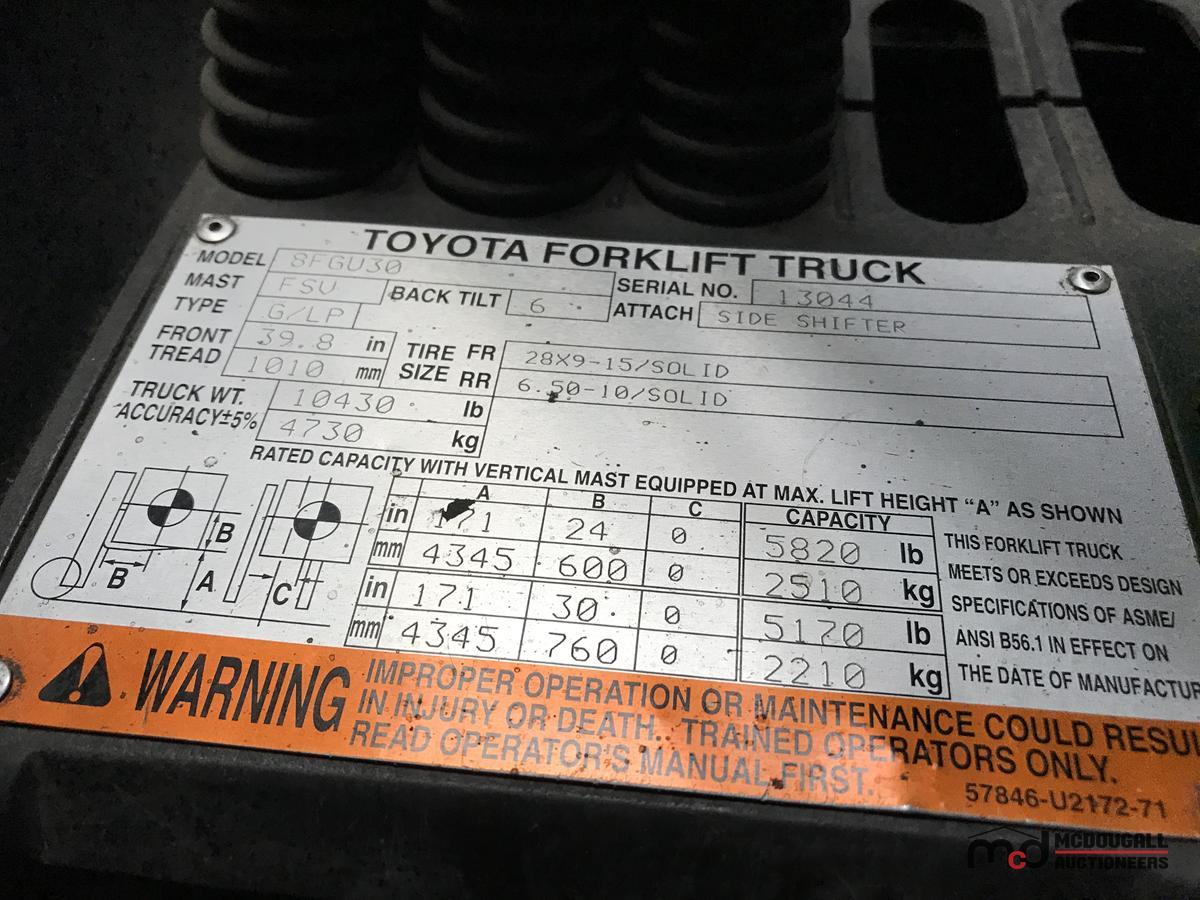 TOYOTA FORKLIFT TRUCK
MODEL 8FGU30 SERIAL NO. 13044
MAST FSV BACK TILT 6 ATTACH SIDE SHIFTER
TYPE G/LP
FRONT TREAD 39.8 in TIRE SIZE FR 28X9-15/SOLID
1010 mm RR 6.50-10/SOLID
TRUCK WT. 10430 lb
ACCURACY±5% 4730 kg
RATED CAPACITY WITH VERTICAL MAST EQUIPPED AT MAX. LIFT HEIGHT "A" AS SHOWN
A B C CAPACITY
in 171 24 0 5820 lb
mm 4345 600 0 2510 kg
in 171 30 0 5170 lb
mm 4345 760 0 2210 kg
B B A C
THIS FORKLIFT TRUCK
MEETS OR EXCEEDS DESIGN
SPECIFICATIONS OF ASME/
ANSI B56.1 IN EFFECT ON
THE DATE OF MANUFACTUR
WARNING
IMPROPER OPERATION OR MAINTENANCE COULD RESUL
IN INJURY OR DEATH. TRAINED OPERATORS ONLY.
READ OPERATOR'S MANUAL FIRST.
57846-U2172-71
mcd MCDOUGALL
AUCTIONEERS